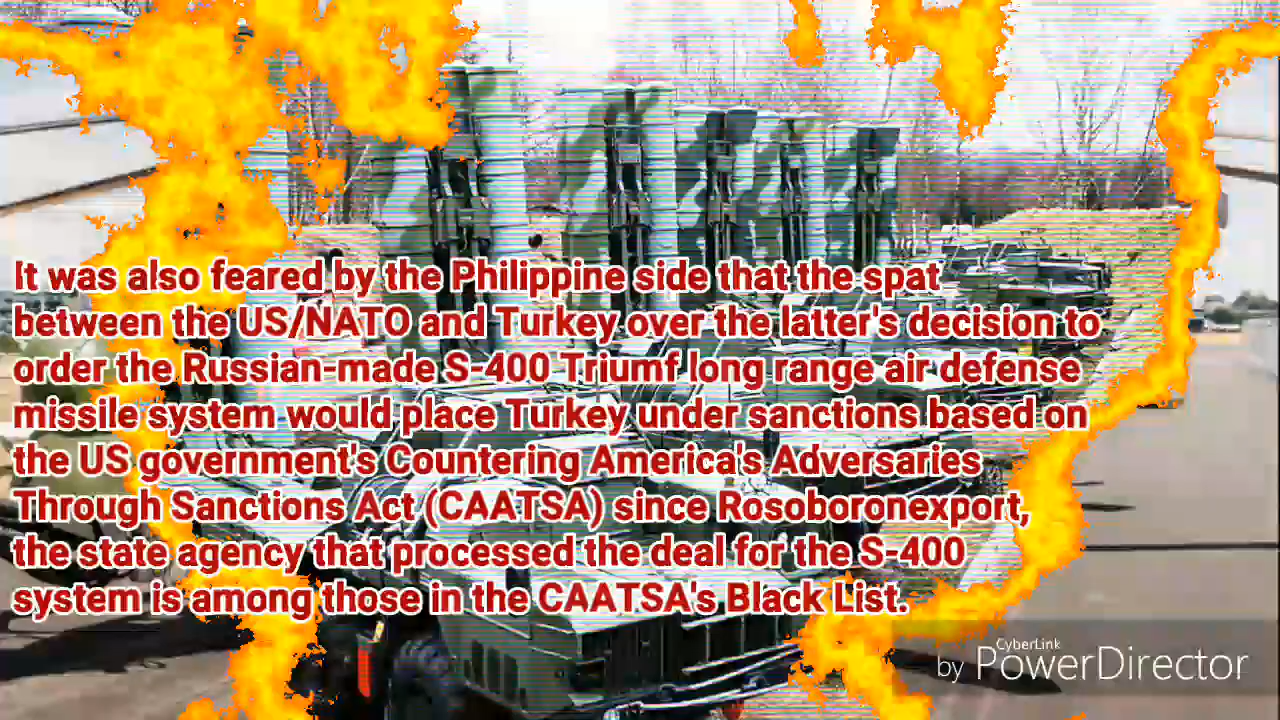 It was also feared by the Philippine side that the spat
between the US/NATO and Turkey over the latter's decision to
order the Russian-made S-400 Triumf long range air defense
missile system would place Turkey under sanctions based on
the US government's Countering America's Adversaries
Through Sanctions Act (CAATSA) since Rosoboronexport,
the state agency that processed the deal for the S-400
system is among those in the CAATSA's Black List.
CyberLink
by PowerDirector